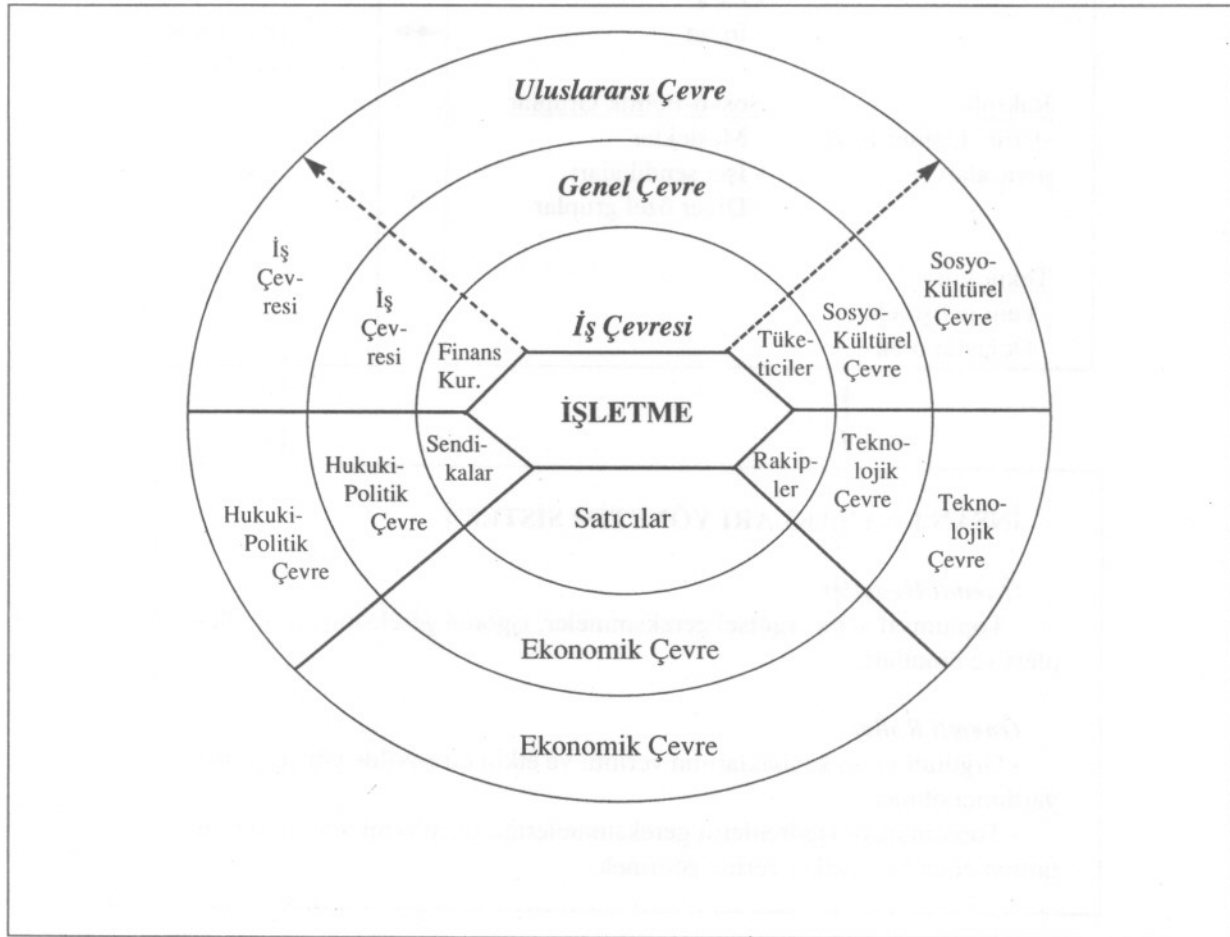 Uluslararsı Çevre
Genel Çevre
İş
Çev-
resi
İş
Çev-
resi
İş Çevresi
Finans
Kur.
Tüke-
ticiler
Sosyo-
Kültürel
Çevre
Sosyo-
Kültürel
Çevre
İŞLETME
Sendi-
kalar
Hukuki-
Politik
Çevre
Hukuki-
Politik
Çevre
Satıcılar
Rakip-
ler
Tekno-
lojik
Çevre
Tekno-
lojik
Çevre
Ekonomik Çevre
Ekonomik Çevre